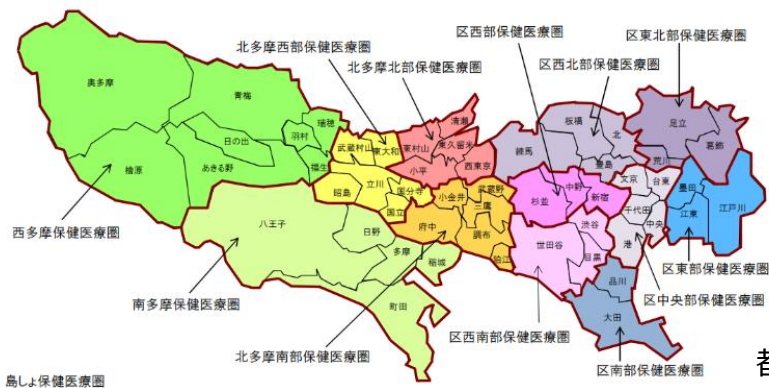 区西部保健医療圏
区東北部保健医療圏
北多摩西部保健医療圏
区西北部保健医療圏
北多摩北部保健医療圏
奥多摩
青梅
瑞穂
羽村
日の出
あきる野
福生
檜原
清瀬
東村山
東久留米
武蔵村山
東大和
小平
西東京
昭島
立川
国分寺
国立
小金井
武蔵野
三鷹
府中
調布
狛江
八王子
日野
多摩
稲城
町田
板橋
北
練馬
豊島
足立
葛飾
荒川
文京
台東
中野
新宿
杉並
千代田
中央
港
墨田
江東
江戸川
渋谷
世田谷
目黒
品川
大田
西多摩保健医療圏
区東部保健医療圏
区中央部保健医療圏
南多摩保健医療圏
区西南部保健医療圏
北多摩南部保健医療圏
区南部保健医療圏
島しょ保健医療圏